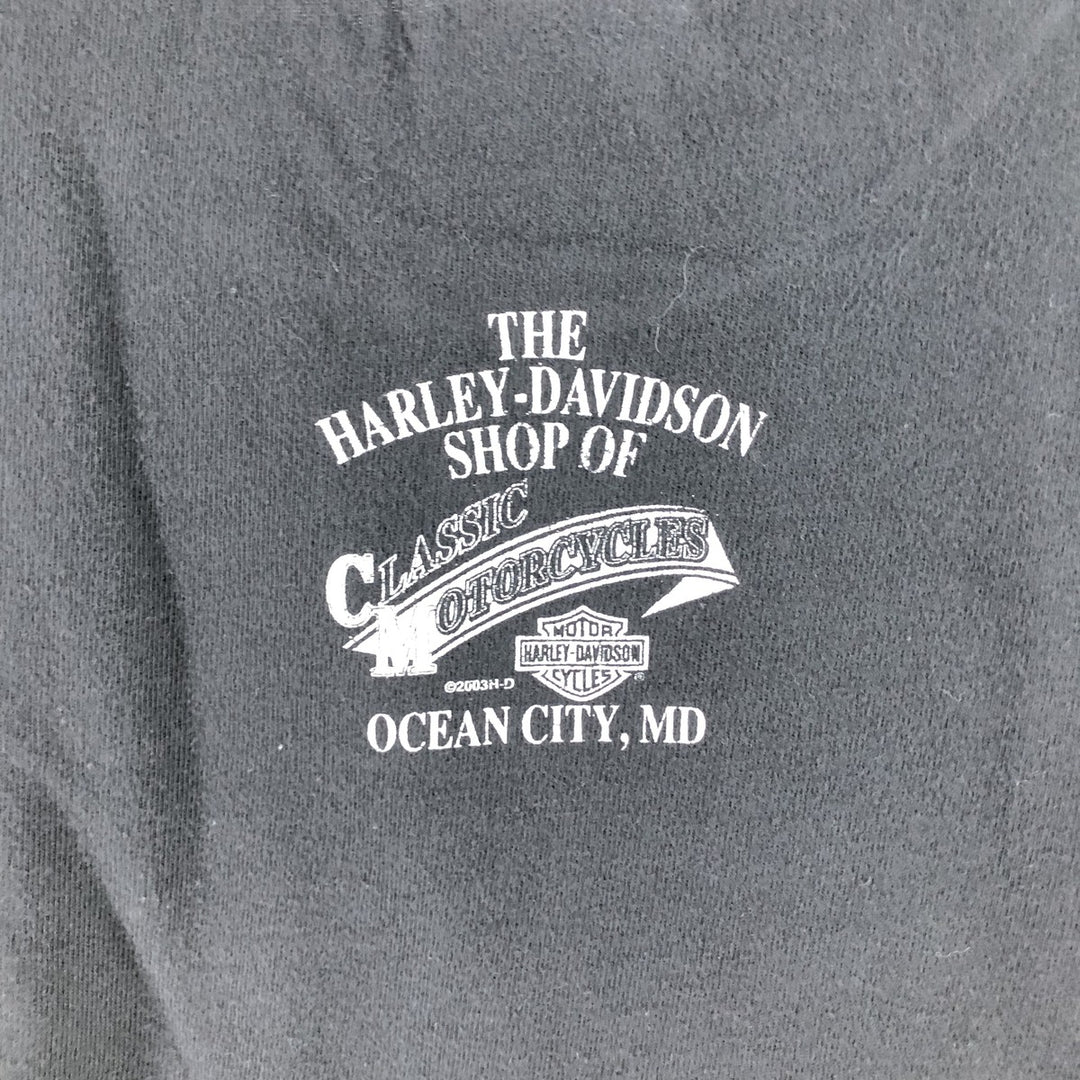 THE
HARLEY-DAVIDSON
SHOP OF
CLASSIC
MOTORCYCLES
MOTOR
HARLEY-DAVIDSON
CYCLES
®
©2003H-D
OCEAN CITY, MD